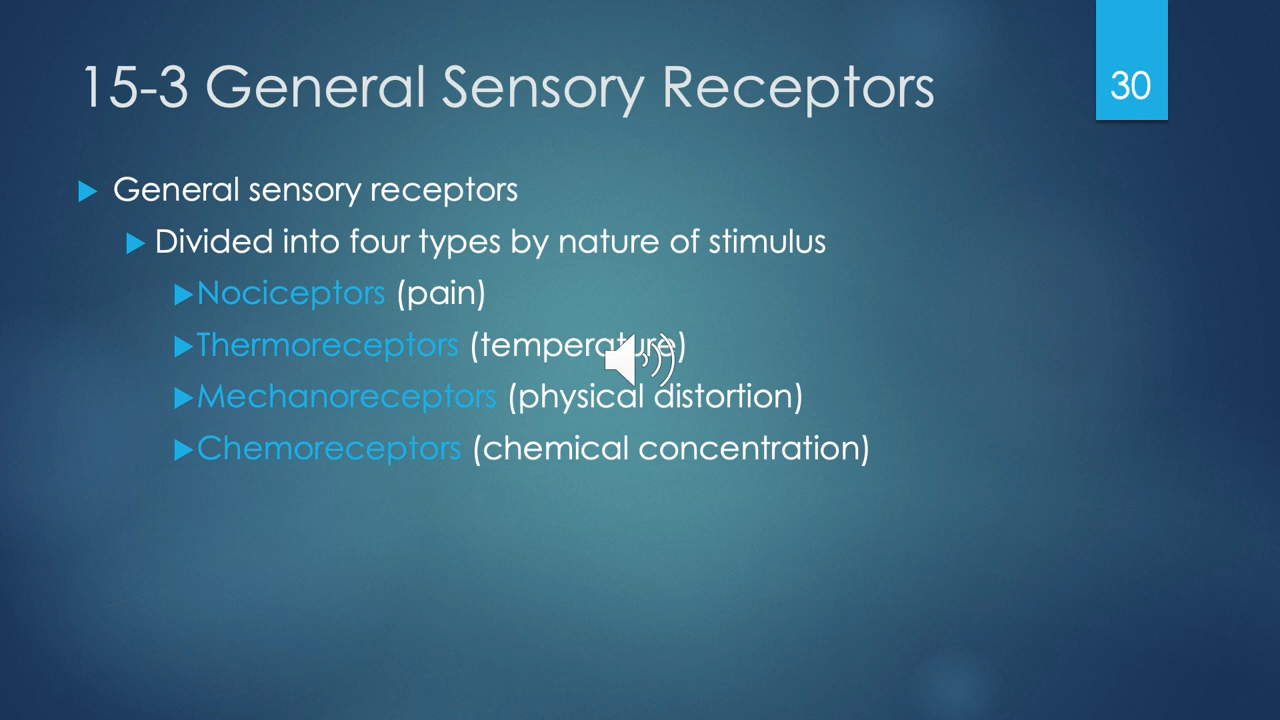 15-3 General Sensory Receptors
30
General sensory receptors
Divided into four types by nature of stimulus
Nociceptors (pain)
Thermoreceptors (temperature)
Mechanoreceptors (physical distortion)
Chemoreceptors (chemical concentration)